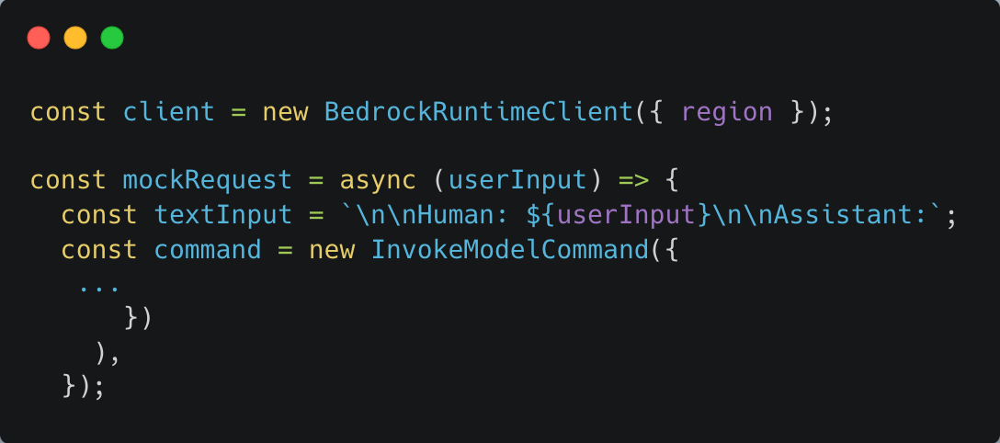 const client = new BedrockRuntimeClient({ region });
const mockRequest = async (userInput) => {
const textInput = `\n\nHuman: ${userInput}\n\nAssistant:`;
const command = new InvokeModelCommand({
...
})
),
});